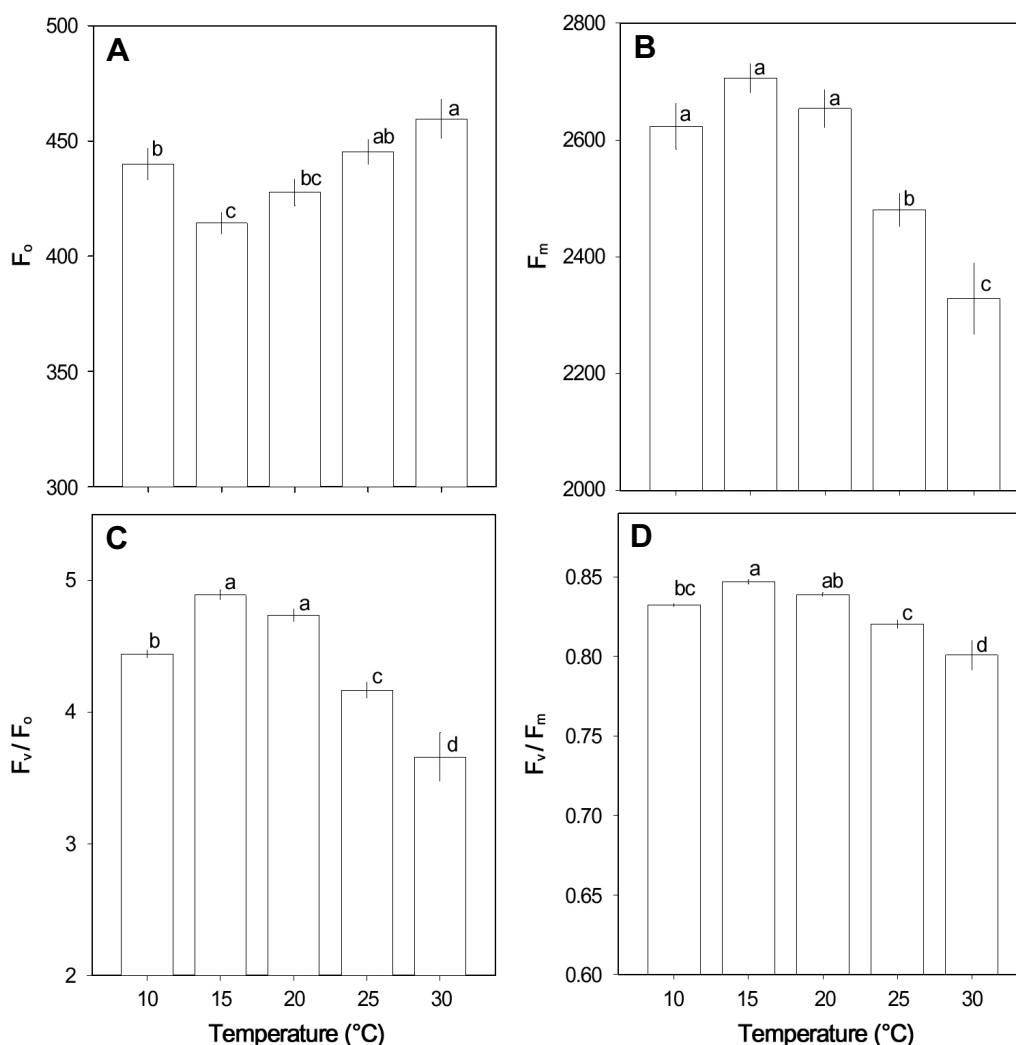 A
500
450
400
350
300
F₀
b
c
bc
ab
a
B
2800
2600
2400
2200
2000
Fₘ
a
a
a
b
c
C
5
4
3
2
Fᵥ / F₀
b
a
a
c
d
10 15 20 25 30
Temperature (°C)
D
0.85
0.80
0.75
0.70
0.65
0.60
Fᵥ / Fₘ
bc
a
ab
c
d
10 15 20 25 30
Temperature (°C)